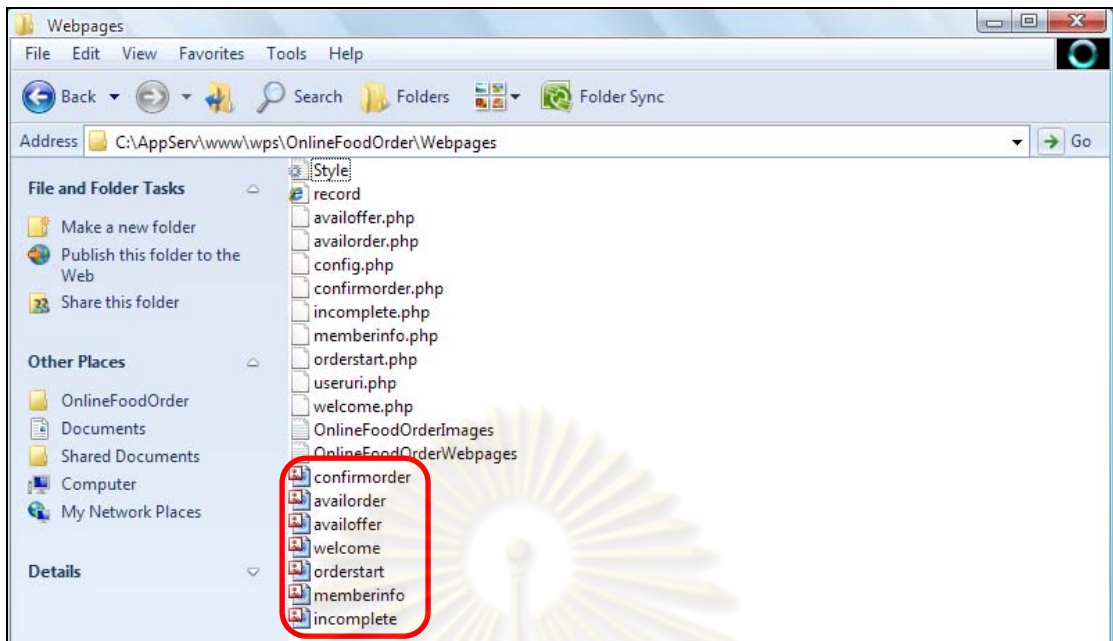 Webpages
File Edit View Favorites Tools Help
Back Search Folders Folder Sync
Address C:\AppServ\www\wps\OnlineFoodOrder\Webpages Go
File and Folder Tasks
Make a new folder
Publish this folder to the
Web
Share this folder
Other Places
OnlineFoodOrder
Documents
Shared Documents
Computer
My Network Places
Details
Style
record
availoffer.php
availorder.php
config.php
confirmorder.php
incomplete.php
memberinfo.php
orderstart.php
useruri.php
welcome.php
OnlineFoodOrderImages
OnlineFoodOrderWebpages
confirmorder
availorder
availoffer
welcome
orderstart
memberinfo
incomplete